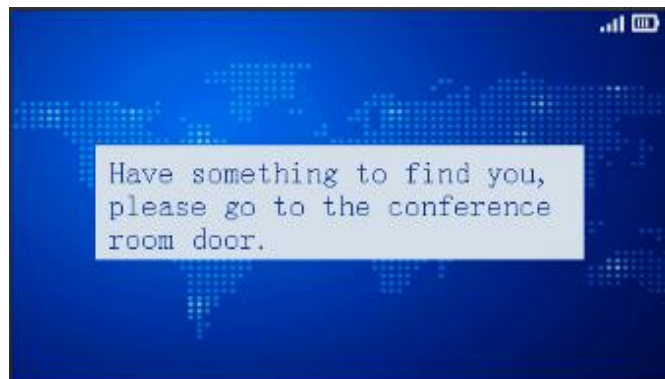 Have something to find you,
please go to the conference
room door.